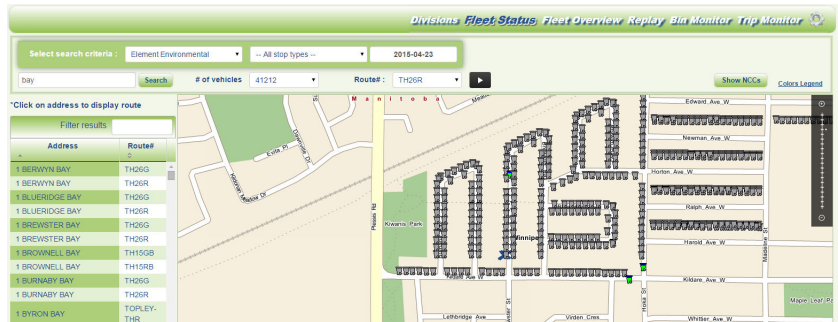 Divisions Fleet Status Fleet Overview Replay Bin Monitor Trip Monitor
Select search criteria : Element Environmental -- All stop types -- 2015-04-23
bay Search # of vehicles 41212 Route# : TH26R Show NCCs Colors Legend
*Click on address to display route
Filter results
Address Route#
1 BERWYN BAY TH26G
1 BERWYN BAY TH26R
1 BLUERIDGE BAY TH26G
1 BLUERIDGE BAY TH26R
1 BREWSTER BAY TH26G
1 BREWSTER BAY TH26R
1 BROWNELL BAY TH15GB
1 BROWNELL BAY TH15RB
1 BURNABY BAY TH26G
1 BURNABY BAY TH26R
1 BYRON BAY TOPLEY-
THR
Manitoba
Edward Ave W
Newman Ave W
Evita Pl
Horton Ave W
Ralph Ave W
Plessis Rd
Kiwanis Park
Winnipe
Harold Ave W
Madeline St
Kildare Ave W
Hoka St
Maple Leaf Pa
Lethbridge Ave
Virden Cres
Whittier Ave W